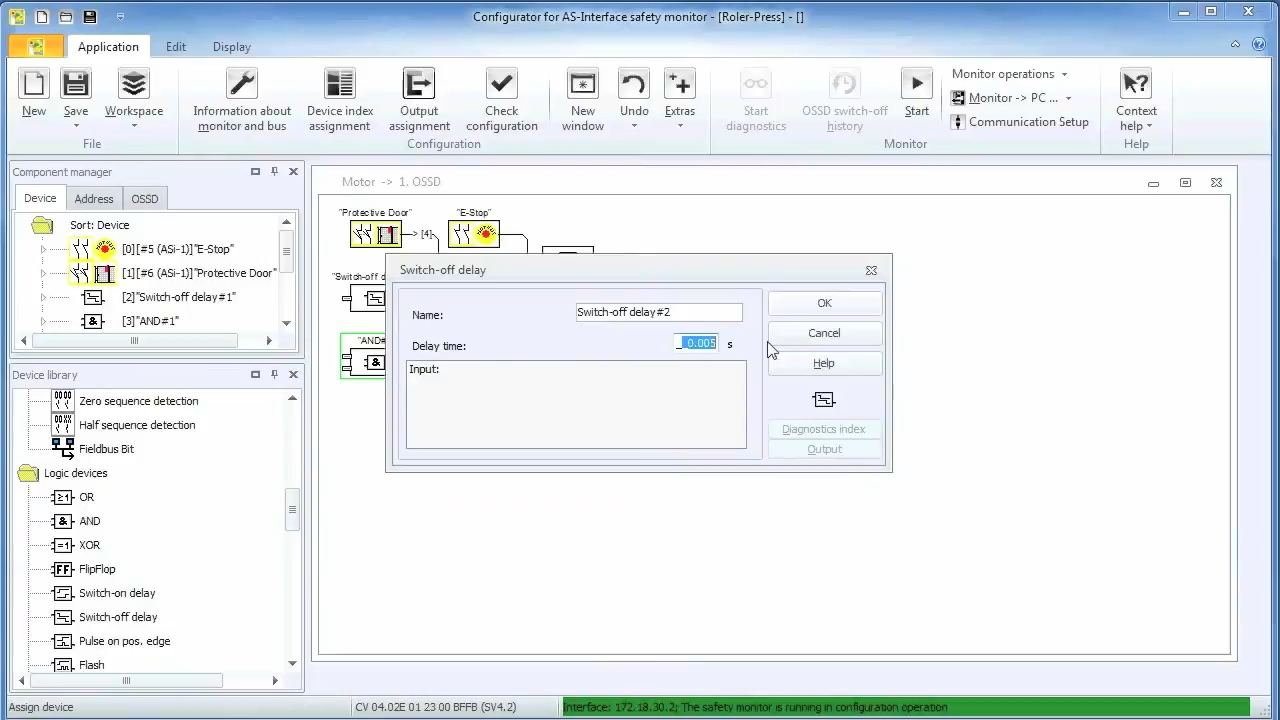 Configurator for AS-Interface safety monitor - [Roler-Press] - []
Application
Edit
Display
New
Save
Workspace
Information about
monitor and bus
Device index
assignment
Output
assignment
Check
configuration
New
window
Undo
Extras
Start
diagnostics
OSSD switch-off
history
Start
Monitor operations
Monitor -> PC ...
Communication Setup
Context
help
File
Configuration
Monitor
Help
Component manager
Device
Address
OSSD
Sort: Device
[0][#5 (ASi-1)]"E-Stop"
[1][#6 (ASi-1)]"Protective Door"
[2]"Switch-off delay#1"
[3]"AND#1"
Device library
Zero sequence detection
Half sequence detection
Fieldbus Bit
Logic devices
OR
AND
XOR
FlipFlop
Switch-on delay
Switch-off delay
Pulse on pos. edge
Flash
Motor -> 1. OSSD
"Protective Door"
"E-Stop"
> [4]
"Switch-off d
"AND#
&
Switch-off delay
Name:
Switch-off delay#2
Delay time:
__0.005
s
Input:
OK
Cancel
Help
Diagnostics index
Output
Assign device
CV 04.02E 01 23 00 BFFB (SV4.2)
Interface: 172.18.30.2; The safety monitor is running in configuration operation